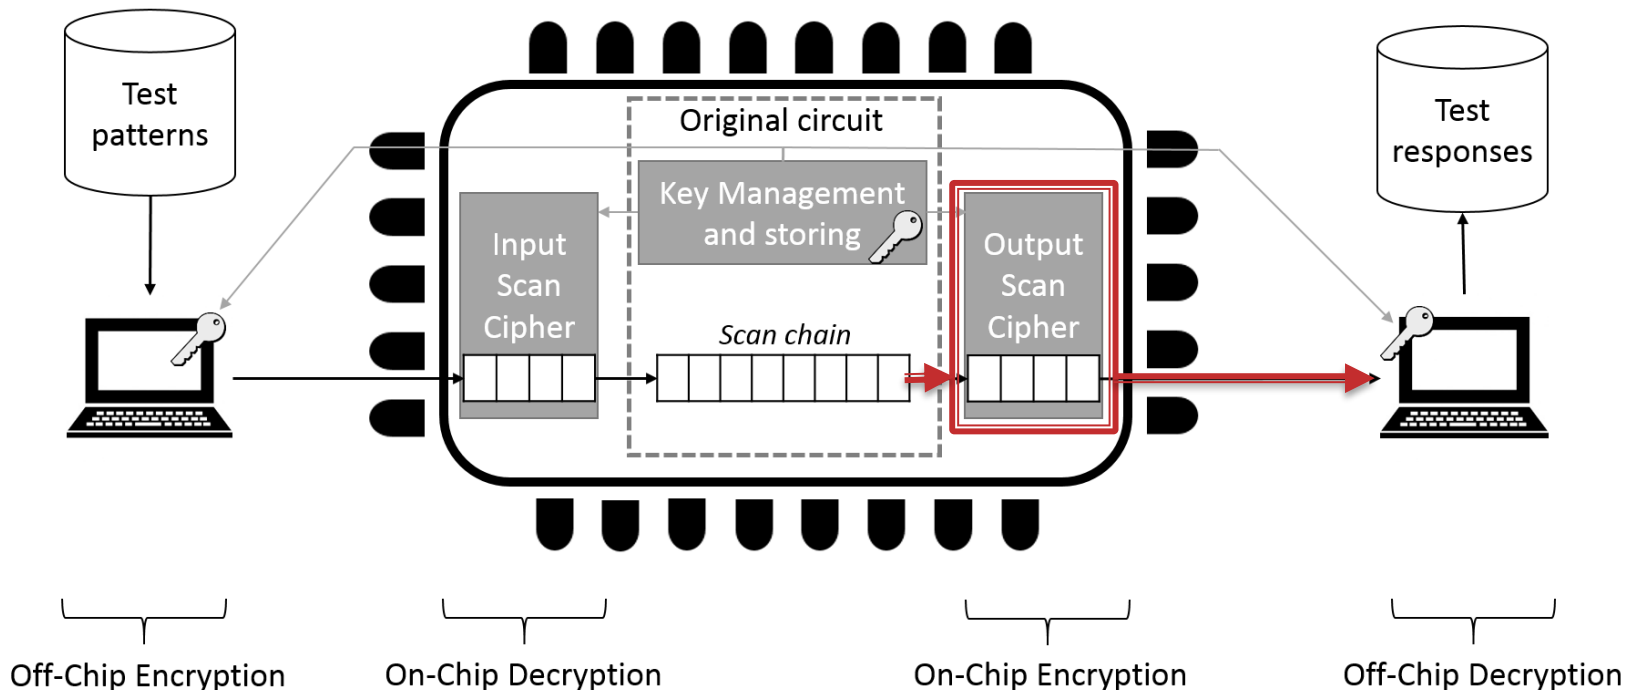 Test
patterns
Original circuit
Key Management
and storing
Input
Scan
Cipher
Scan chain
Output
Scan
Cipher
Test
responses
Off-Chip Encryption
On-Chip Decryption
On-Chip Encryption
Off-Chip Decryption